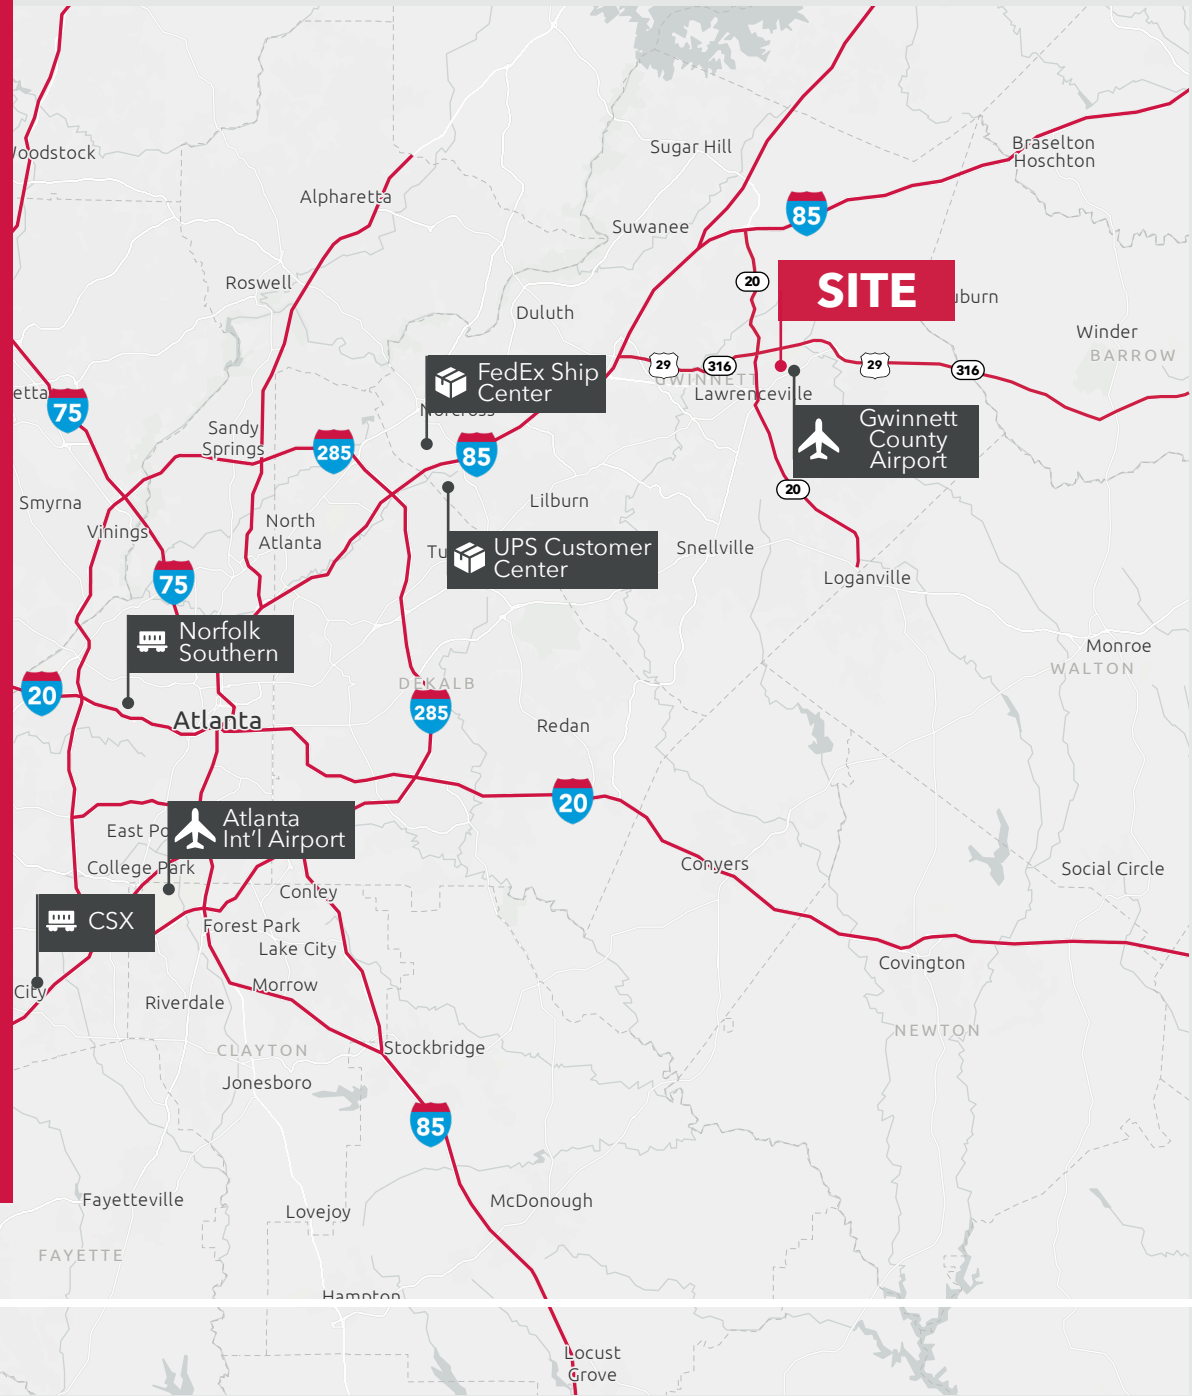 Woodstock
Sugar Hill
Braselton
Hoschton
Alpharetta
85
Suwanee
Roswell
20
SITE
uburn
Duluth
Winder
BARROW
29
316
29
316
FedEx Ship
Center
GWINNETT
Lawrenceville
etta
75
Norcross
Gwinnett
County
Airport
Sandy
Springs
285
85
20
Smyrna
Lilburn
Vinings
North
Atlanta
Tu
UPS Customer
Center
Snellville
75
Loganville
Norfolk
Southern
Monroe
WALTON
20
DEKALB
285
Atlanta
Redan
20
Atlanta
Int'l Airport
East Po
College Park
Conyers
Social Circle
Conley
CSX
Forest Park
Lake City
Covington
City
Morrow
Riverdale
NEWTON
CLAYTON
Stockbridge
Jonesboro
85
Fayetteville
Lovejoy
McDonough
FAYETTE
Hampton
Locust
Grove